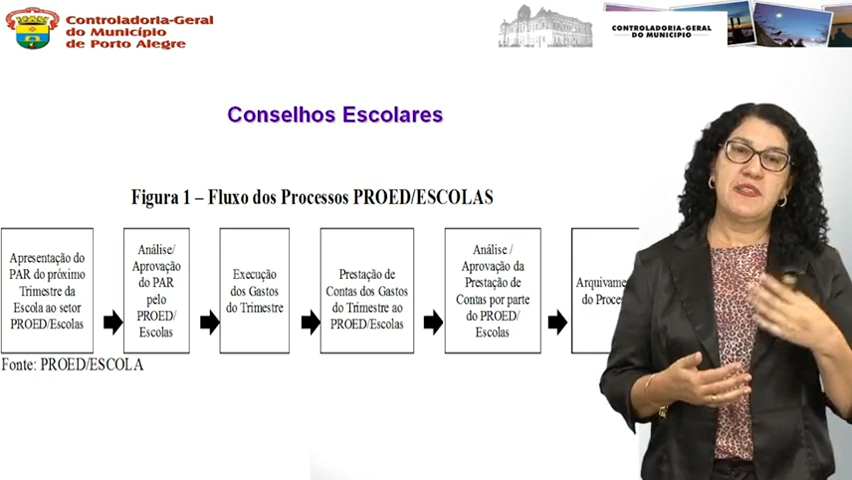 Controladoria-Geral
do Município
de Porto Alegre
CONTROLADORIA-GERAL
DO MUNICÍPIO
Conselhos Escolares
Figura 1 – Fluxo dos Processos PROED/ESCOLAS
Apresentação do
PAR do próximo
Trimestre da
Escola ao setor
PROED/Escolas
Análise/
Aprovação
do PAR
pelo
PROED/
Escolas
Execução
dos Gastos
do Trimestre
Prestação de
Contas dos Gastos
do Trimestre ao
PROED/Escolas
Análise /
Aprovação da
Prestação de
Contas por parte
do PROED/
Escolas
Arquivame
do Proces
Fonte: PROED/ESCOLA